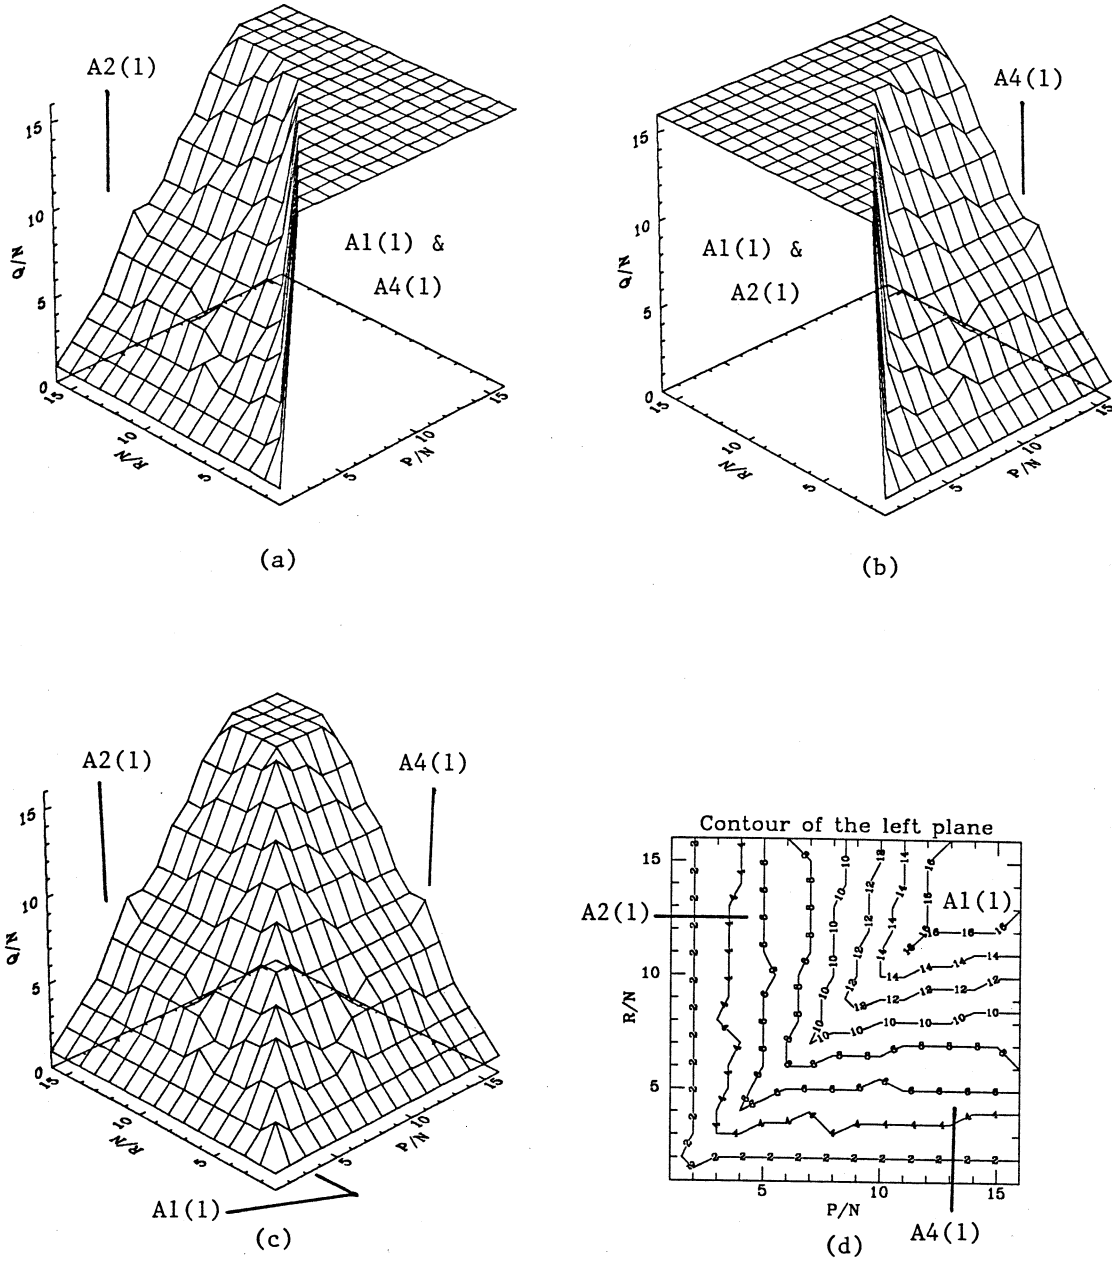 A2(1)
15
10
5
0
Q/N
15
10
5
R/N
5
10
15
P/N
A1(1) &
A4(1)
(a)
A4(1)
15
10
5
0
Q/N
15
10
5
R/N
5
10
15
P/N
A1(1) &
A2(1)
(b)
A2(1)
A4(1)
15
10
5
0
Q/N
15
10
5
R/N
5
10
15
P/N
A1(1)
(c)
Contour of the left plane
15
10
5
R/N
A2(1)
A1(1)
5
10
15
P/N
A4(1)
(d)